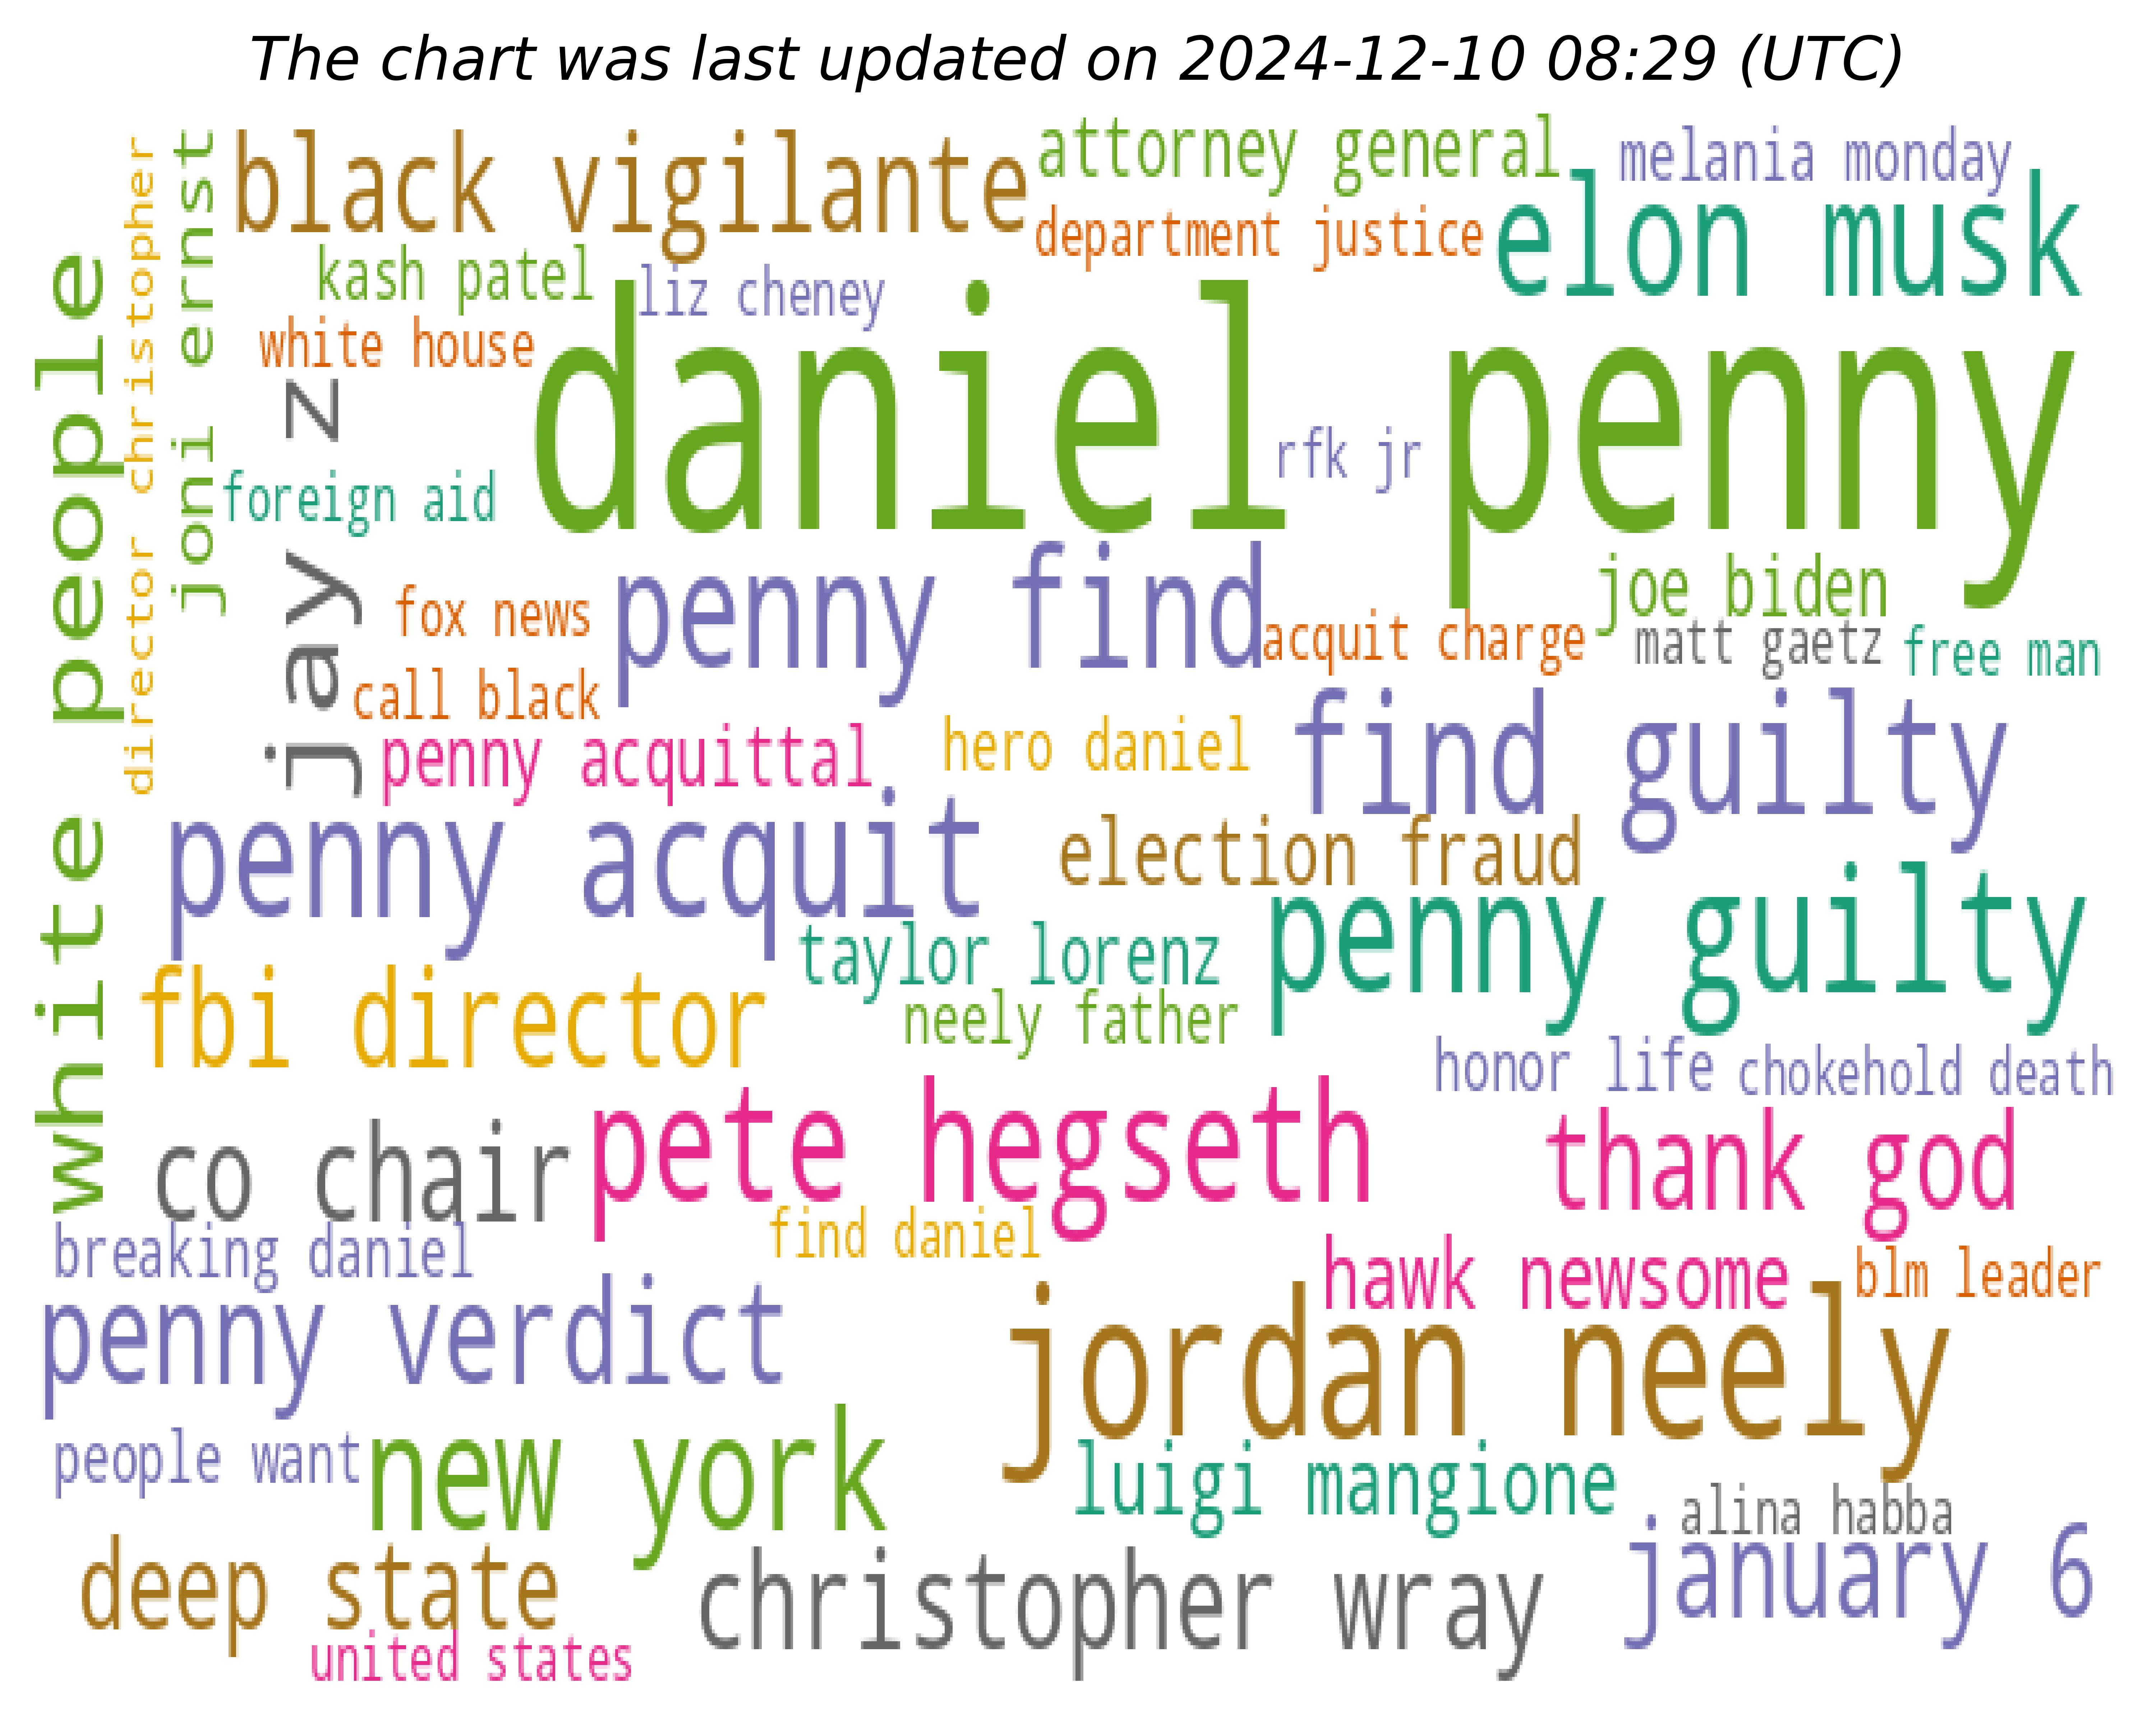 The chart was last updated on 2024-12-10 08:29 (UTC)
black vigilante
attorney general
melania monday
department justice
elon musk
kash patel
liz cheney
white house
daniel penny
rfk jr
foreign aid
white people
director christopher
joni ernst
jay z
fox news
penny find
joe biden
acquit charge
matt gaetz
free man
call black
penny acquittal
hero daniel
find guilty
penny acquit
election fraud
taylor lorenz
penny guilty
fbi director
neely father
honor life
chokehold death
co chair
pete hegseth
thank god
breaking daniel
find daniel
hawk newsome
blm leader
penny verdict
jordan neely
people want
new york
luigi mangione
alina habba
deep state
christopher wray
january 6
united states